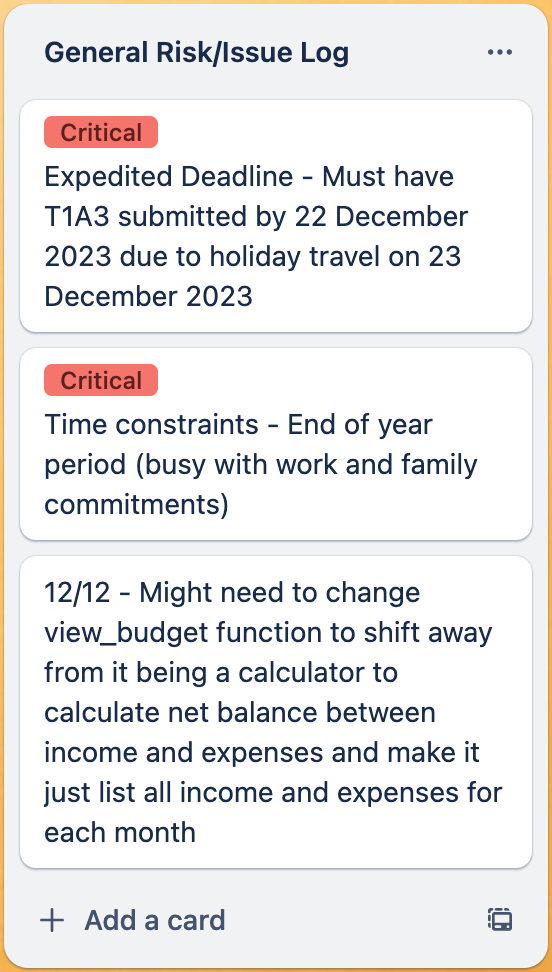 General Risk/Issue Log
Critical
Expedited Deadline - Must have
T1A3 submitted by 22 December
2023 due to holiday travel on 23
December 2023
Critical
Time constraints - End of year
period (busy with work and family
commitments)
12/12 - Might need to change
view_budget function to shift away
from it being a calculator to
calculate net balance between
income and expenses and make it
just list all income and expenses for
each month
Add a card